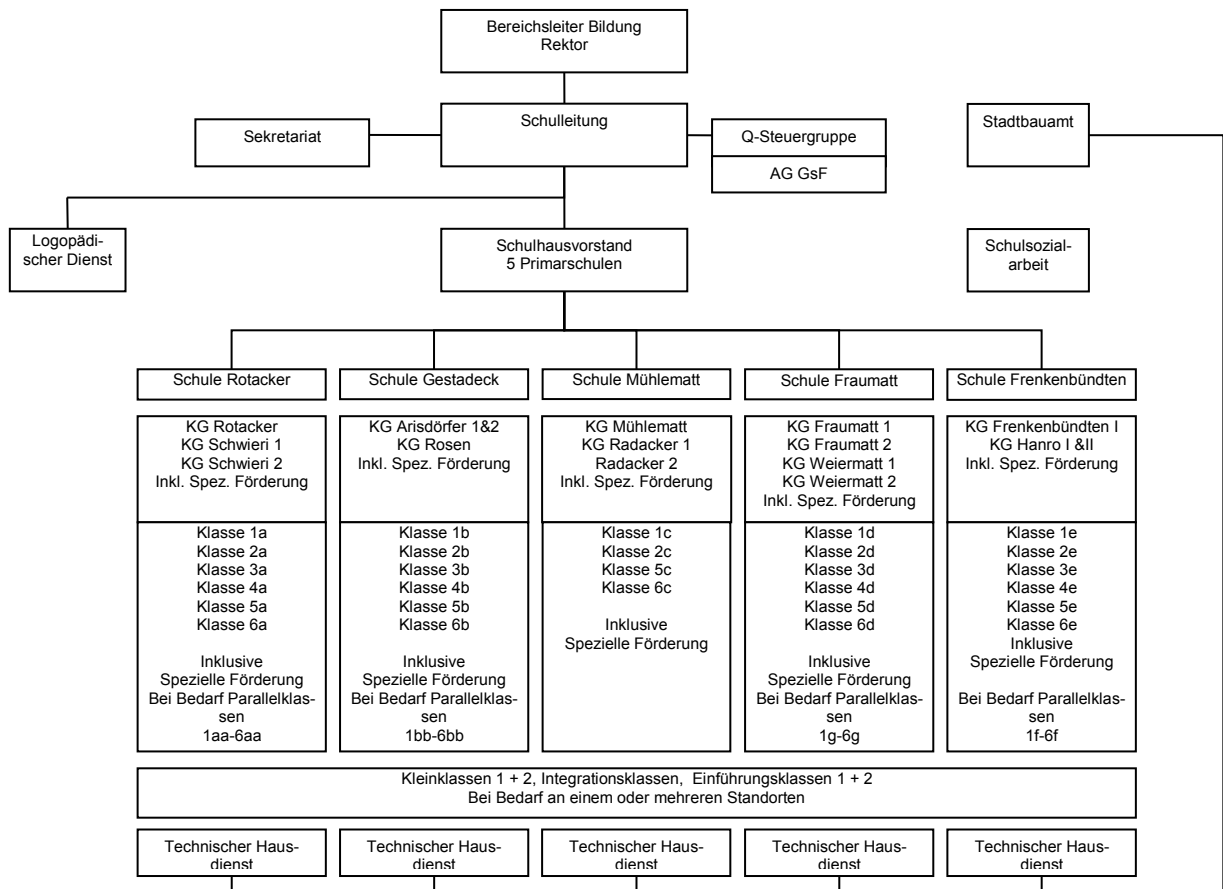 Bereichsleiter Bildung
Rektor
Schulleitung
Sekretariat
Q-Steuergruppe
AG GsF
Stadtbauamt
Logopädi-
scher Dienst
Schulhausvorstand
5 Primarschulen
Schulsozial-
arbeit
Schule Rotacker
KG Rotacker
KG Schwieri 1
KG Schwieri 2
Inkl. Spez. Förderung
Klasse 1a
Klasse 2a
Klasse 3a
Klasse 4a
Klasse 5a
Klasse 6a
Inklusive
Spezielle Förderung
Bei Bedarf Parallelklas-
sen
1aa-6aa
Schule Gestadeck
KG Arisdörfer 1&2
KG Rosen
Inkl. Spez. Förderung
Klasse 1b
Klasse 2b
Klasse 3b
Klasse 4b
Klasse 5b
Klasse 6b
Inklusive
Spezielle Förderung
Bei Bedarf Parallelklas-
sen
1bb-6bb
Schule Mühlematt
KG Mühlematt
KG Radacker 1
Radacker 2
Inkl. Spez. Förderung
Klasse 1c
Klasse 2c
Klasse 5c
Klasse 6c
Inklusive
Spezielle Förderung
Schule Fraumatt
KG Fraumatt 1
KG Fraumatt 2
KG Weiermatt 1
KG Weiermatt 2
Inkl. Spez. Förderung
Klasse 1d
Klasse 2d
Klasse 3d
Klasse 4d
Klasse 5d
Klasse 6d
Inklusive
Spezielle Förderung
Bei Bedarf Parallelklas-
sen
1g-6g
Schule Frenkenbündten
KG Frenkenbündten I
KG Hanro I &II
Inkl. Spez. Förderung
Klasse 1e
Klasse 2e
Klasse 3e
Klasse 4e
Klasse 5e
Klasse 6e
Inklusive
Spezielle Förderung
Bei Bedarf Parallelklas-
sen
1f-6f
Kleinklassen 1 + 2, Integrationsklassen, Einführungsklassen 1 + 2
Bei Bedarf an einem oder mehreren Standorten
Technischer Haus-
dienst
Technischer Haus-
dienst
Technischer Haus-
dienst
Technischer Haus-
dienst
Technischer Haus-
dienst